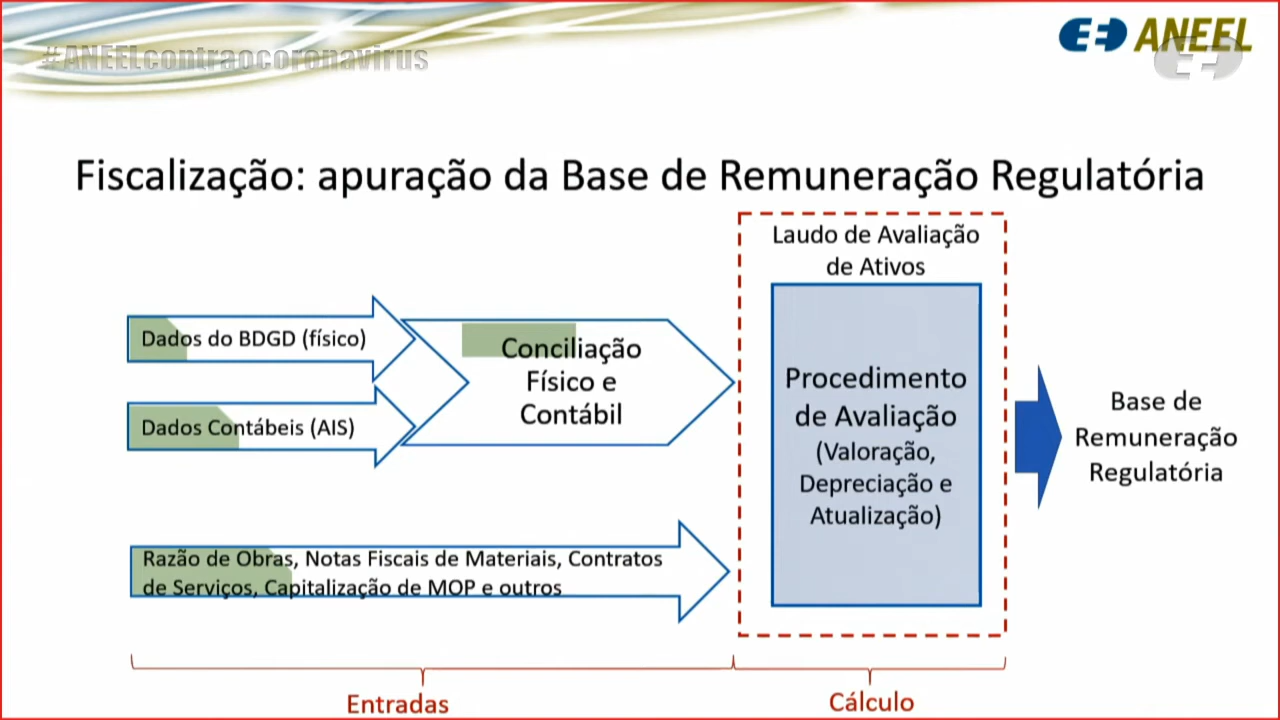 #ANEELcontraocoronavirus
ANEEL
Fiscalização: apuração da Base de Remuneração Regulatória
Laudo de Avaliação
de Ativos
Dados do BDGD (físico)
Dados Contábeis (AIS)
Conciliação
Físico e
Contábil
Procedimento
de Avaliação
(Valoração,
Depreciação e
Atualização)
Base de
Remuneração
Regulatória
Razão de Obras, Notas Fiscais de Materiais, Contratos
de Serviços, Capitalização de MOP e outros
Entradas
Cálculo